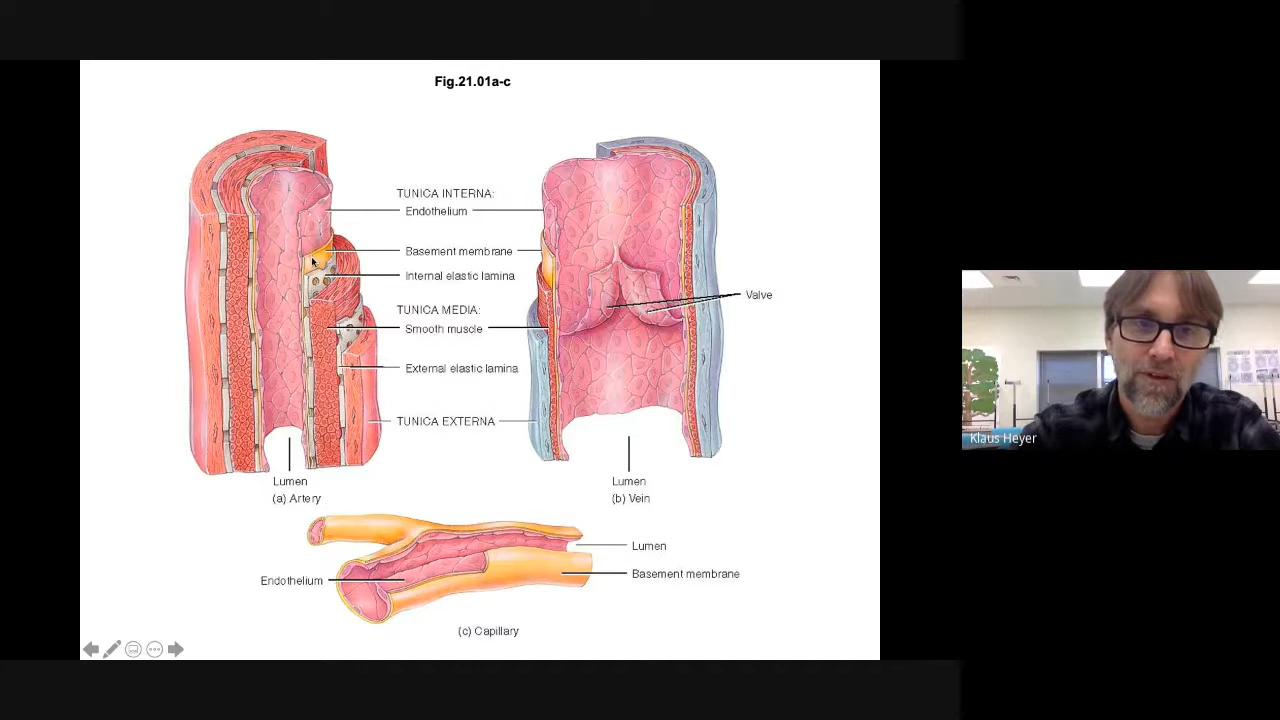 Fig.21.01a-c
TUNICA INTERNA:
Endothelium
Basement membrane
Internal elastic lamina
TUNICA MEDIA:
Smooth muscle
External elastic lamina
TUNICA EXTERNA
Valve
Lumen
(a) Artery
Lumen
(b) Vein
Lumen
Endothelium
Basement membrane
(c) Capillary
Klaus Heyer